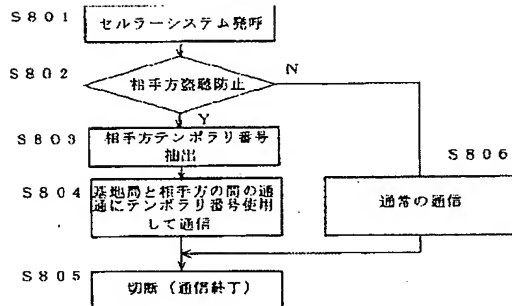 S801
セルラーシステム発呼
S802
相手方盗聴防止
N
Y
S803
相手方テンポラリ番号
抽出
S806
S804
基地局と相手方の間の通
通にテンポラリ番号使用
して通信
通常の通信
S805
切断(通信終了)